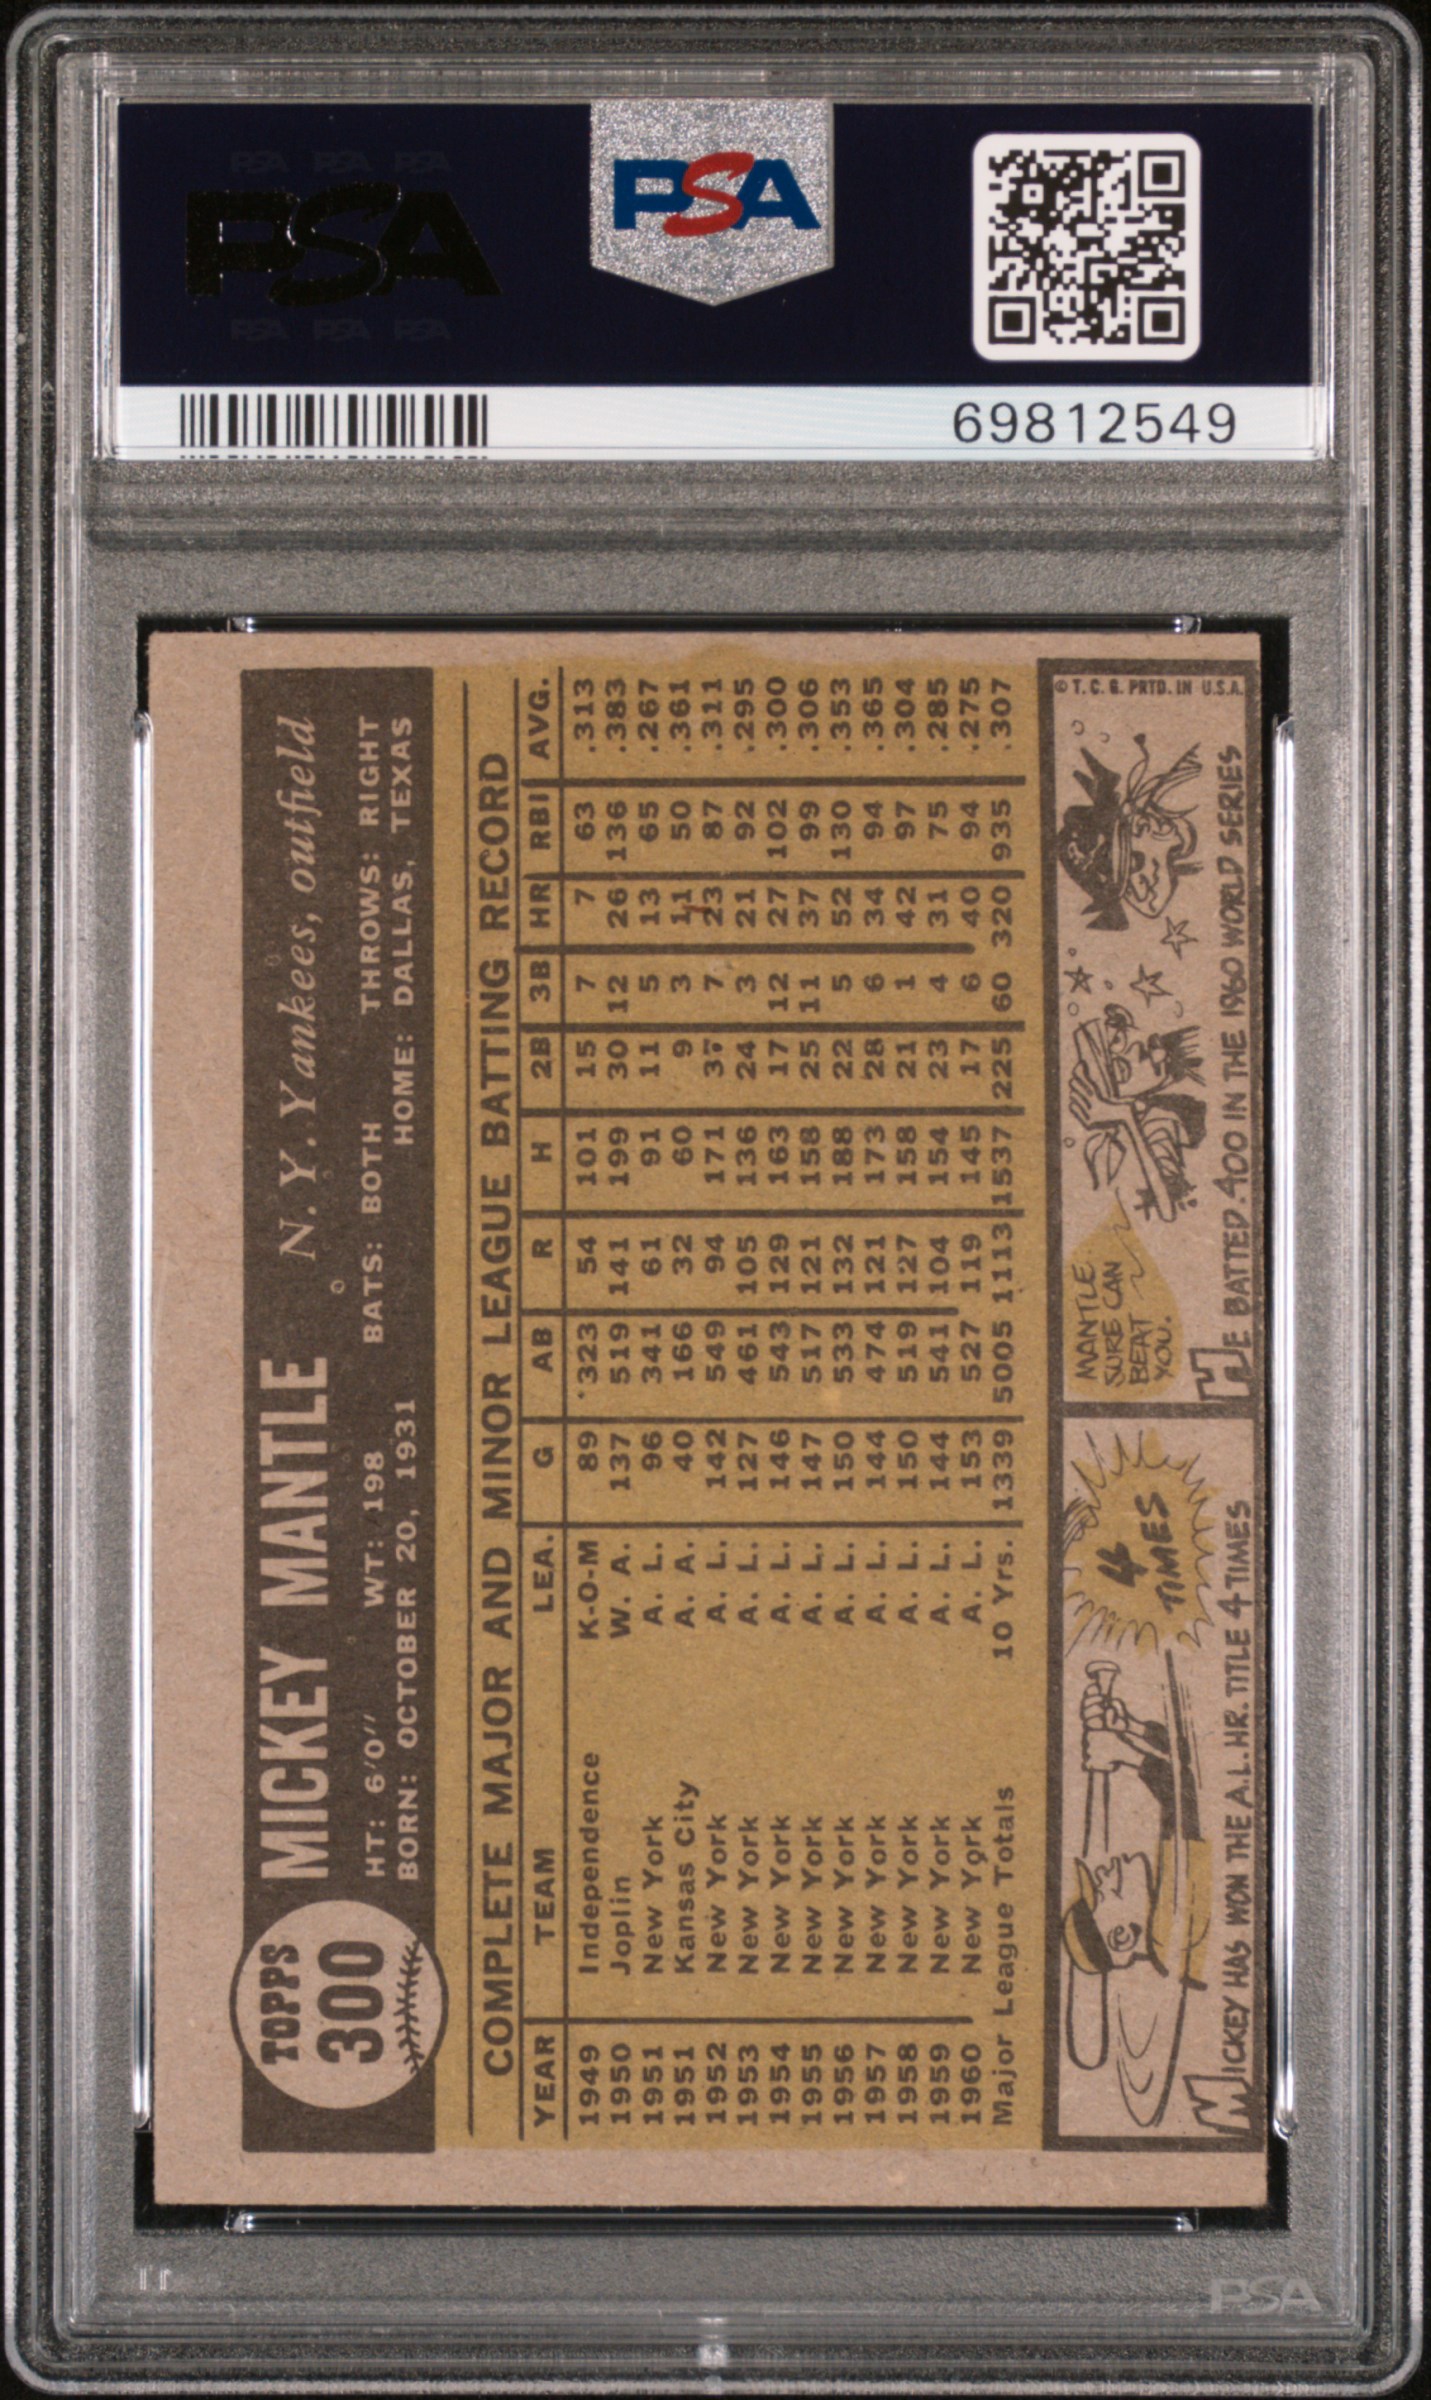 PSA PSA PSA
PSA
PSA PSA PSA
PSA
69812549
TOPPS
300
MICKEY MANTLE N. Y. Yankees, outfield
HT: 6'0" WT: 198 BATS: BOTH THROWS: RIGHT
BORN: OCTOBER 20, 1931 HOME: DALLAS, TEXAS
COMPLETE MAJOR AND MINOR LEAGUE BATTING RECORD
YEAR TEAM LEA. G AB R H 2B 3B HR RBI AVG.
1949 Independence K-O-M 89 323 54 101 15 7 7 63 .313
1950 Joplin W. A. 137 519 141 199 30 12 26 136 .383
1951 New York A. L. 96 341 61 91 11 5 13 65 .267
1951 Kansas City A. A. 40 166 32 60 9 3 11 50 .361
1952 New York A. L. 142 549 94 171 37 7 23 87 .311
1953 New York A. L. 127 461 105 136 24 3 21 92 .295
1954 New York A. L. 146 543 129 163 17 12 27 102 .300
1955 New York A. L. 147 517 121 158 25 11 37 99 .306
1956 New York A. L. 150 533 132 188 22 5 52 130 .353
1957 New York A. L. 144 474 121 173 28 6 34 94 .365
1958 New York A. L. 150 519 127 158 21 1 42 97 .304
1959 New York A. L. 144 541 104 154 23 4 31 75 .285
1960 New York A. L. 153 527 119 145 17 6 40 94 .275
Major League Totals 10 Yrs. 1339 5005 1113 1537 225 60 320 935 .307
4
TIMES
MICKEY HAS WON THE A.L. HR. TITLE 4 TIMES
MANTLE
SURE CAN
BEAT
YOU.
HE BATTED .400 IN THE 1960 WORLD SERIES
© T. C. G. PRTD. IN U.S.A.
PSA